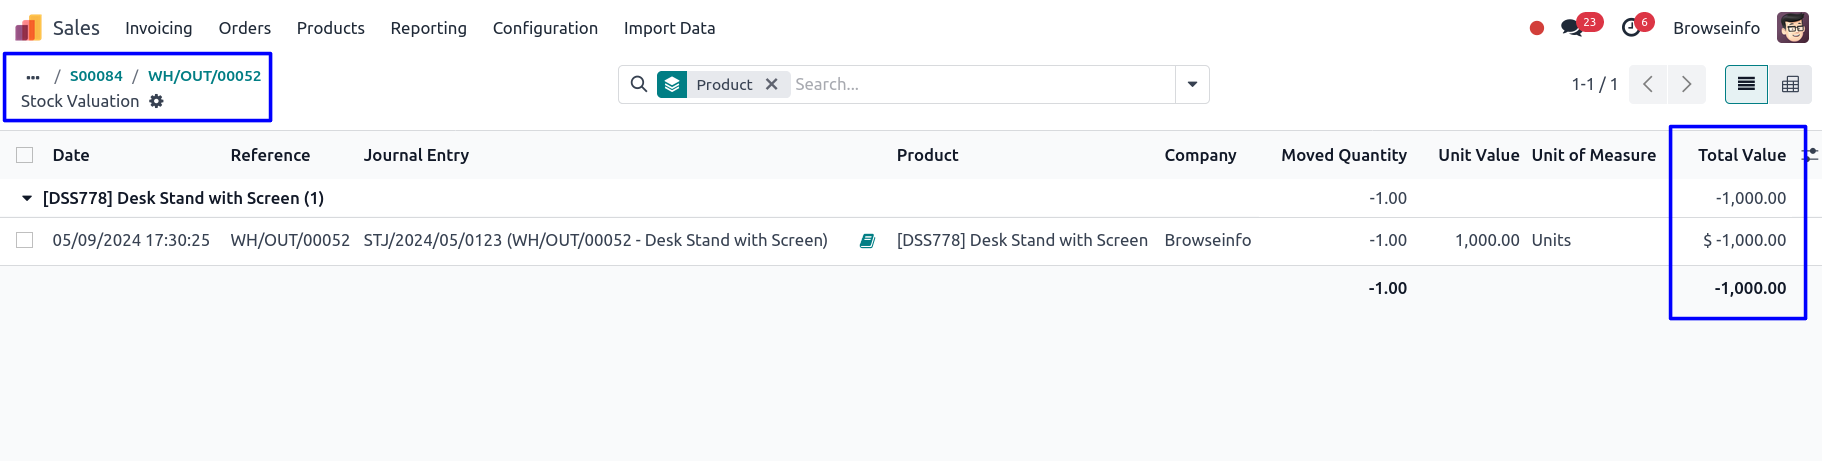 Sales Invoicing Orders Products Reporting Configuration Import Data 23 6 Browseinfo
... / S00084 / WH/OUT/00052
Stock Valuation
Product Search... 1-1 / 1
Date Reference Journal Entry Product Company Moved Quantity Unit Value Unit of Measure Total Value
[DSS778] Desk Stand with Screen (1) -1.00 -1,000.00
05/09/2024 17:30:25 WH/OUT/00052 STJ/2024/05/0123 (WH/OUT/00052 - Desk Stand with Screen) [DSS778] Desk Stand with Screen Browseinfo -1.00 1,000.00 Units $ -1,000.00
-1.00 -1,000.00